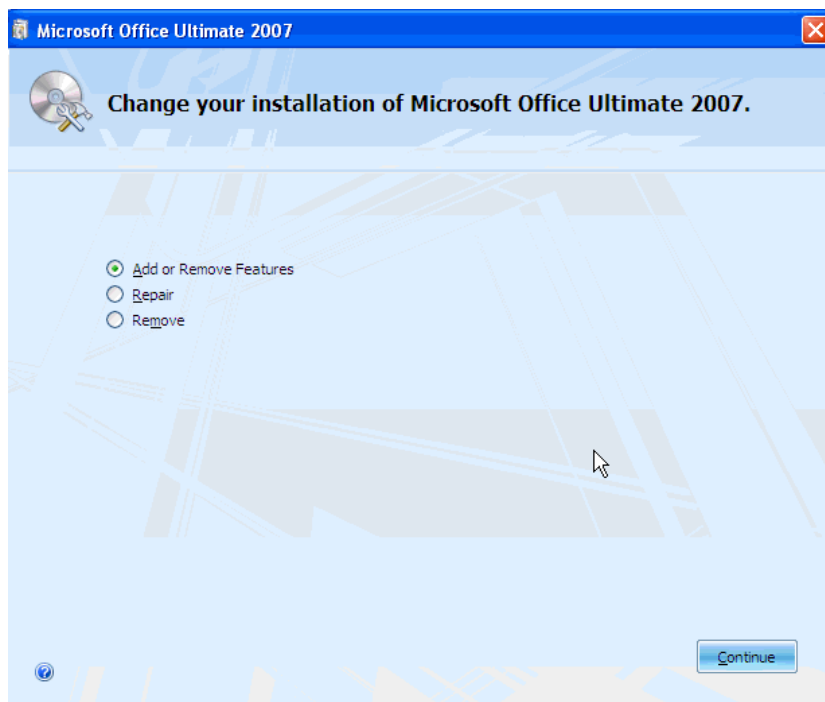 Microsoft Office Ultimate 2007
Change your installation of Microsoft Office Ultimate 2007.
Add or Remove Features
Repair
Remove
Continue